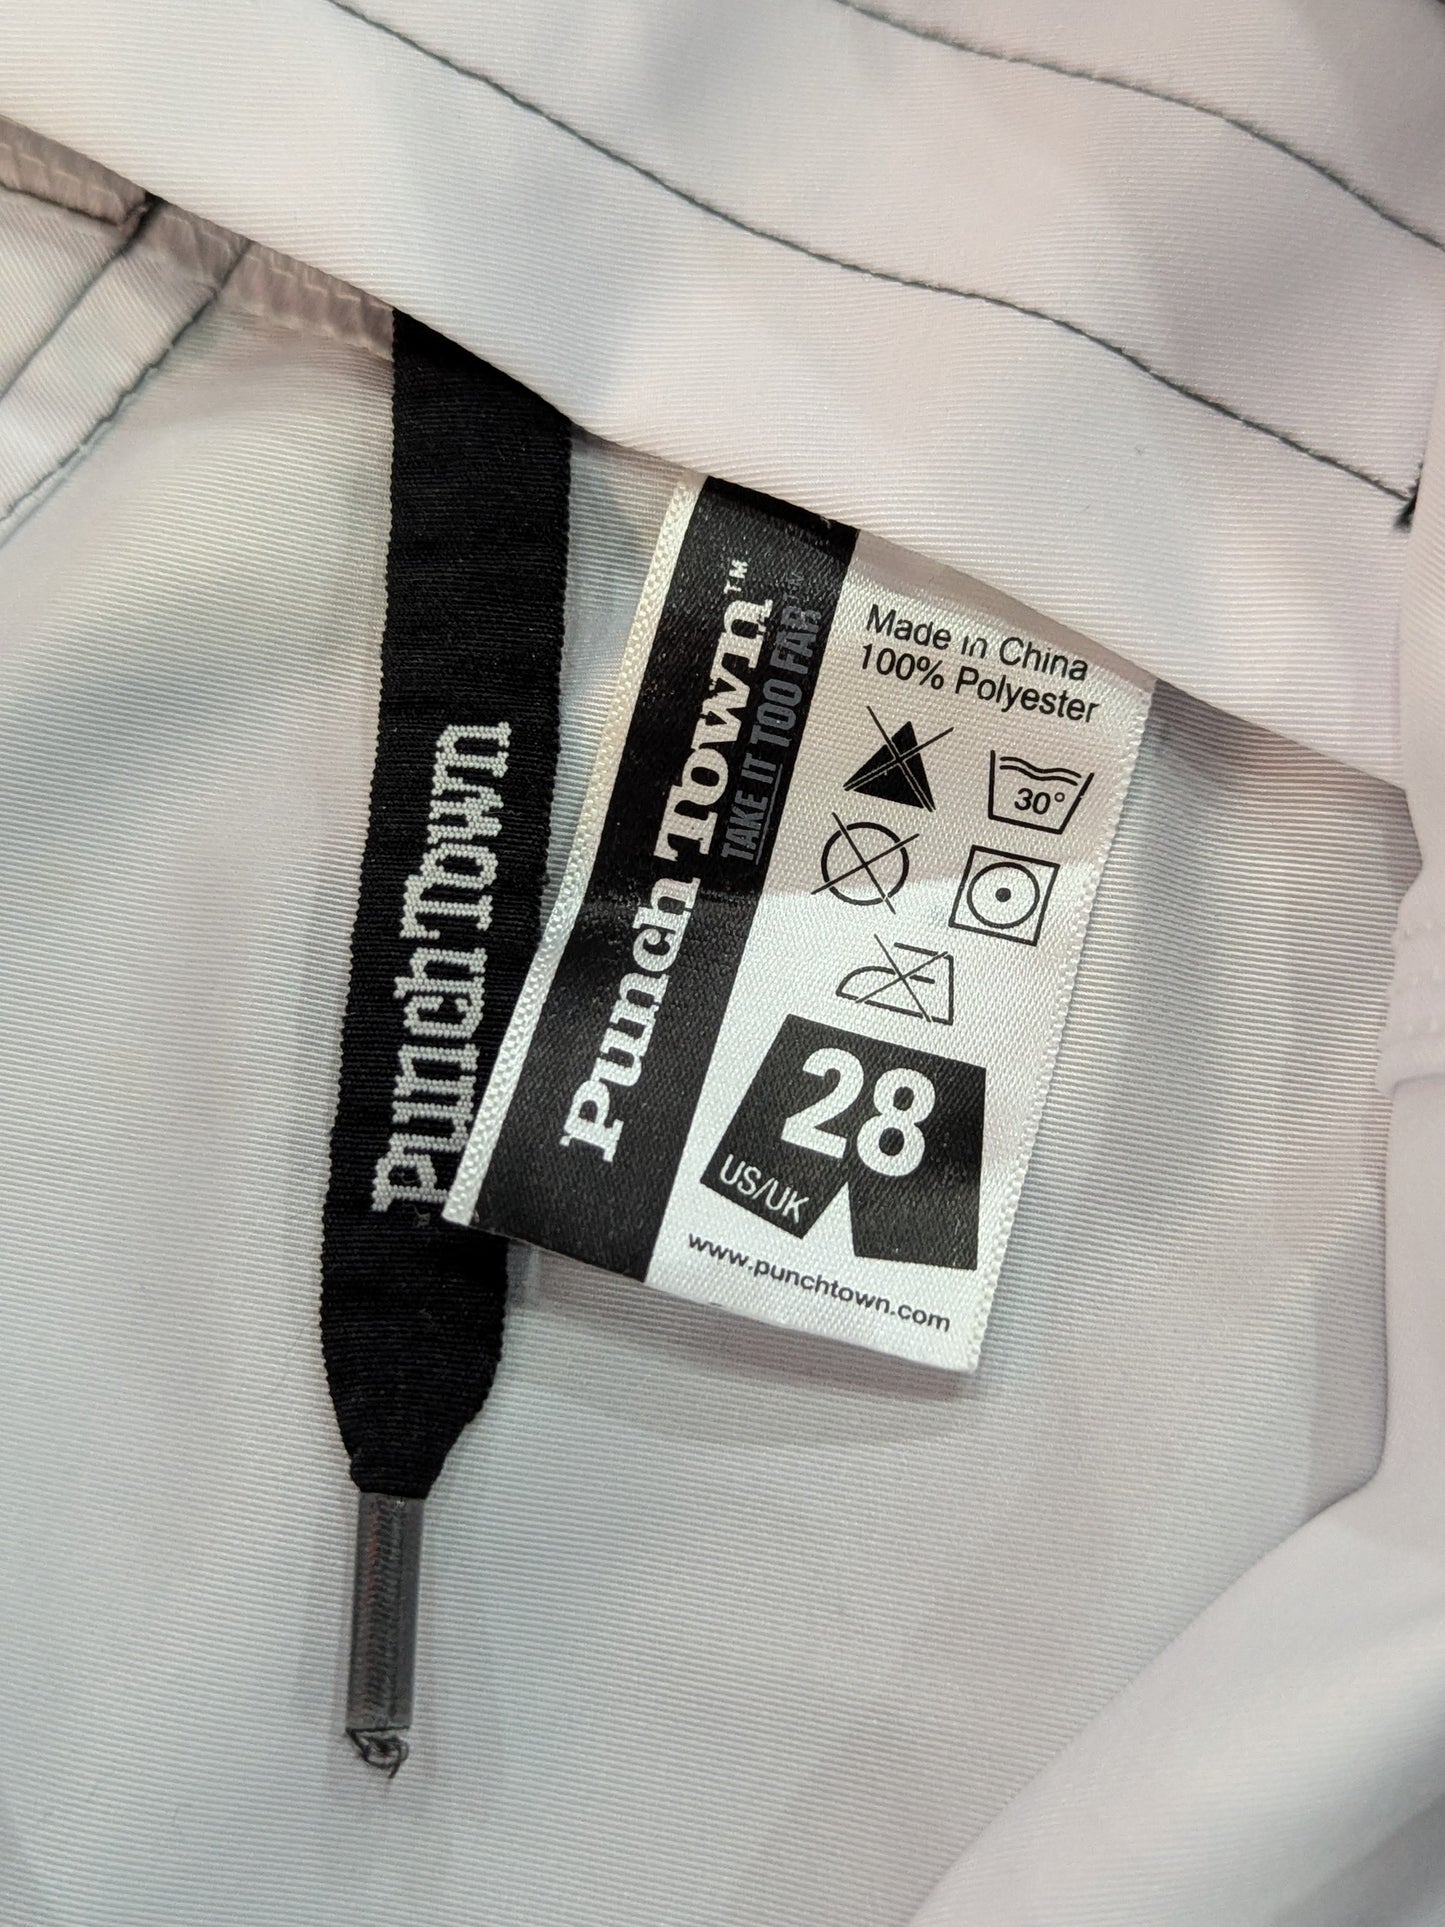 Punch Town
Punch Town™
TAKE IT TOO FAR™
Made in China
100% Polyester
30°
28
US/UK
www.punchtown.com